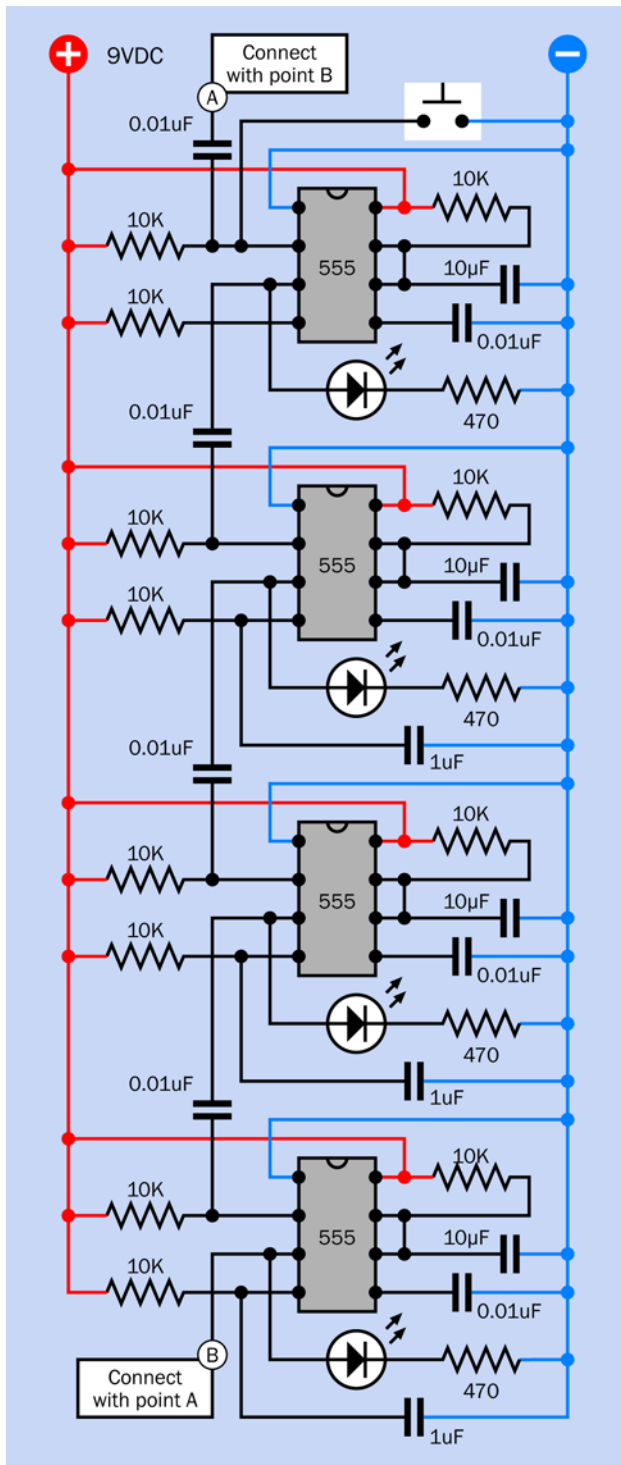 + 9VDC
−
Connect
with point B
A
0.01uF
10K
10K
555
10µF
10K
0.01uF
470
0.01uF
10K
10K
555
10µF
10K
0.01uF
470
0.01uF
1uF
10K
10K
555
10µF
10K
0.01uF
470
0.01uF
1uF
10K
10K
555
10µF
10K
0.01uF
B
Connect
with point A
470
1uF